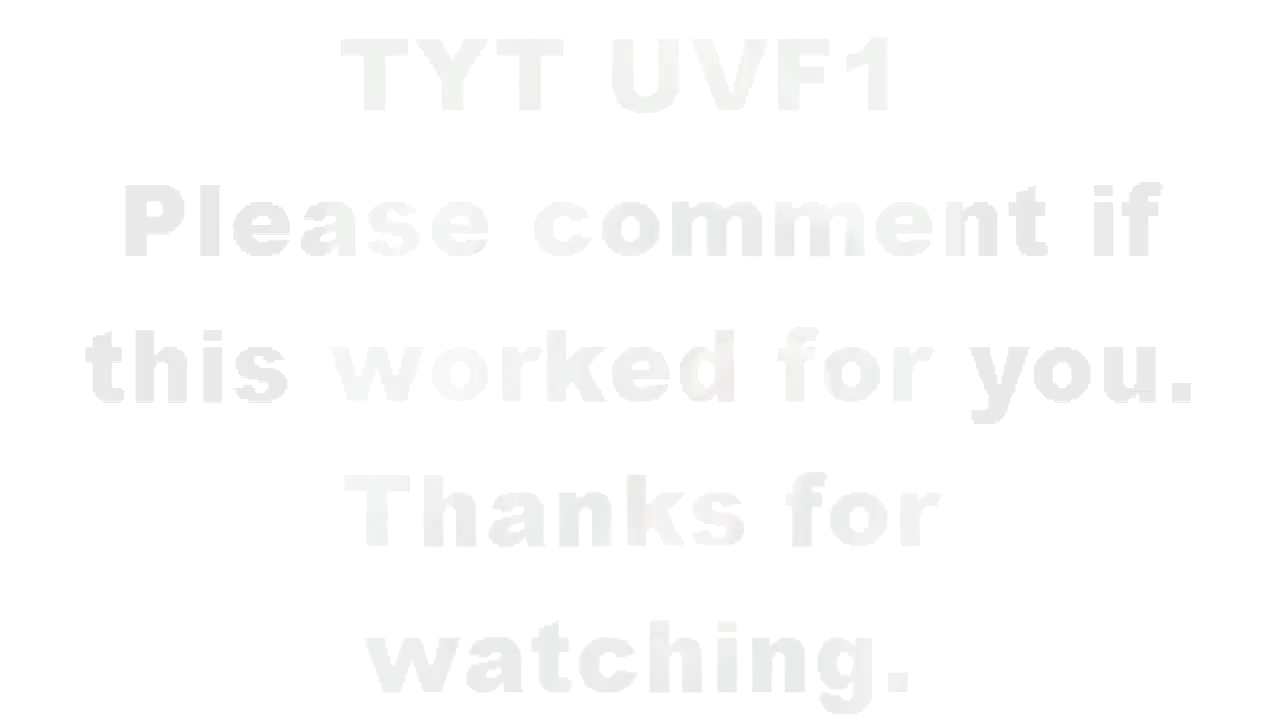 TYT UVF1
Please comment if
this worked for you.
Thanks for
watching.